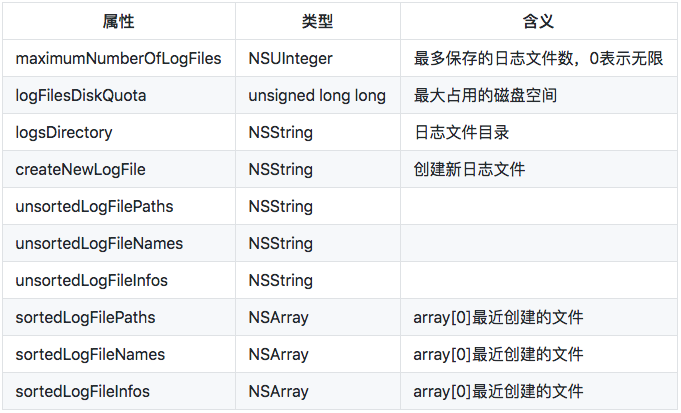 属性 类型 含义
maximumNumberOfLogFiles NSUInteger 最多保存的日志文件数，0表示无限
logFilesDiskQuota unsigned long long 最大占用的磁盘空间
logsDirectory NSString 日志文件目录
createNewLogFile NSString 创建新日志文件
unsortedLogFilePaths NSString
unsortedLogFileNames NSString
unsortedLogFileInfos NSString
sortedLogFilePaths NSArray array[0]最近创建的文件
sortedLogFileNames NSArray array[0]最近创建的文件
sortedLogFileInfos NSArray array[0]最近创建的文件